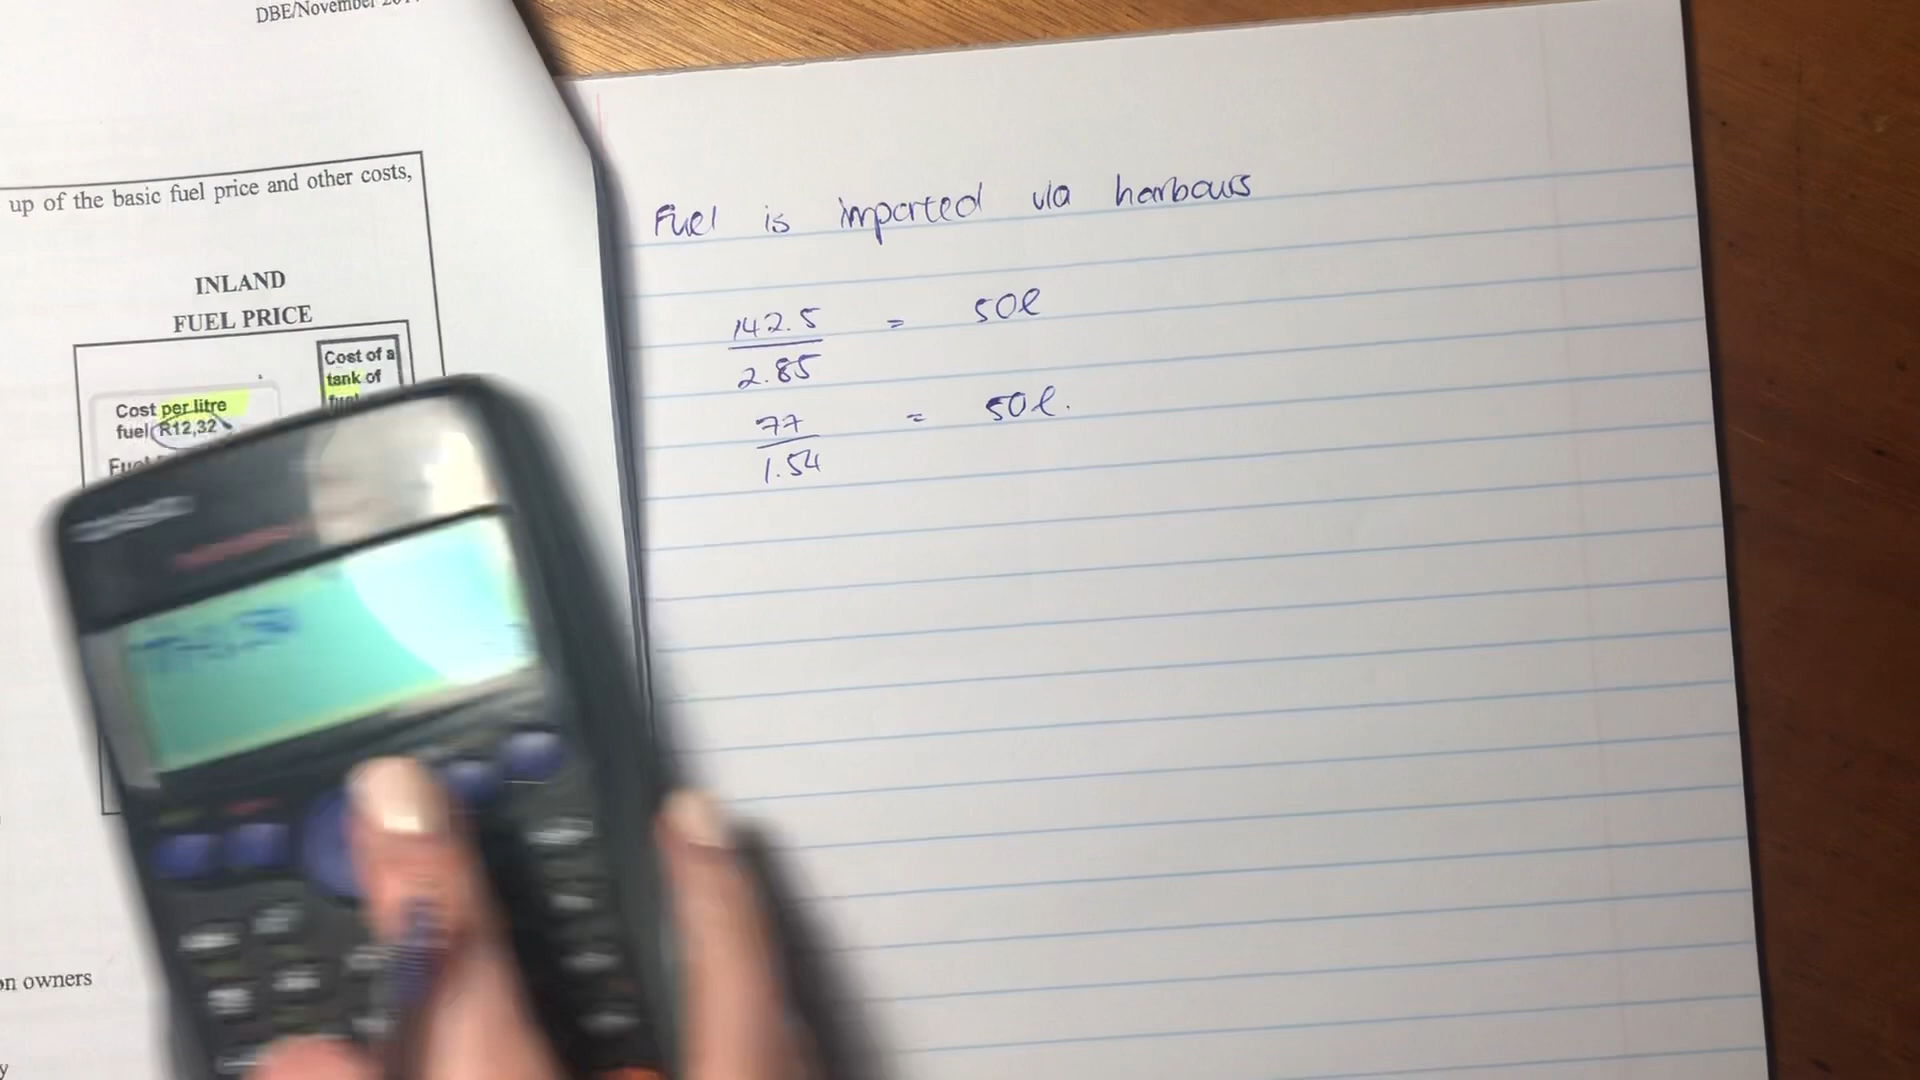 DBE/November
up of the basic fuel price and other costs,
INLAND
FUEL PRICE
Cost of a
tank of
fuel
Cost per litre
fuel R12,32
Fuel is imported via harbours
142.5
2.85
= 50l
77
1.54
= 50l.
owners